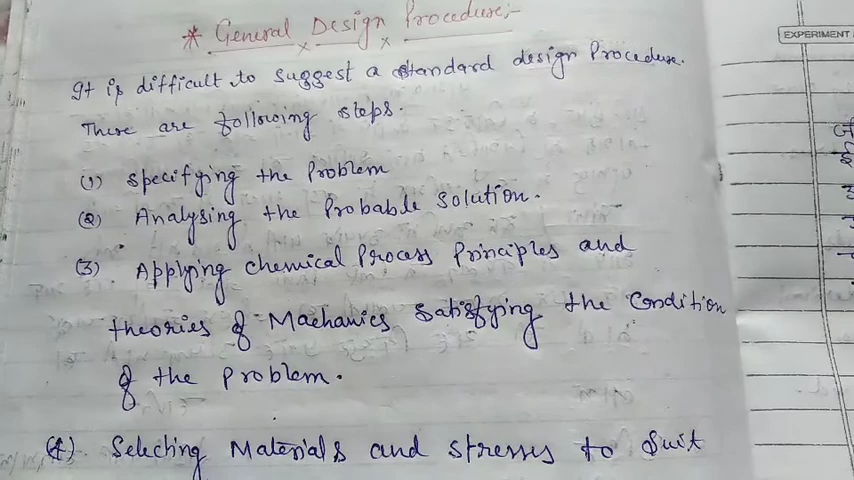 * General Design Procedure:-
It is difficult to suggest a standard design Procedure.
There are following steps.
(1) Specifying the Problem
(2) Analysing the Probable solution.
(3) Applying chemical Process Principles and
theories of Machanics Satisfying the Condition
of the Problem.
(4). Selecting Materials and stresses to Suit
EXPERIMENT